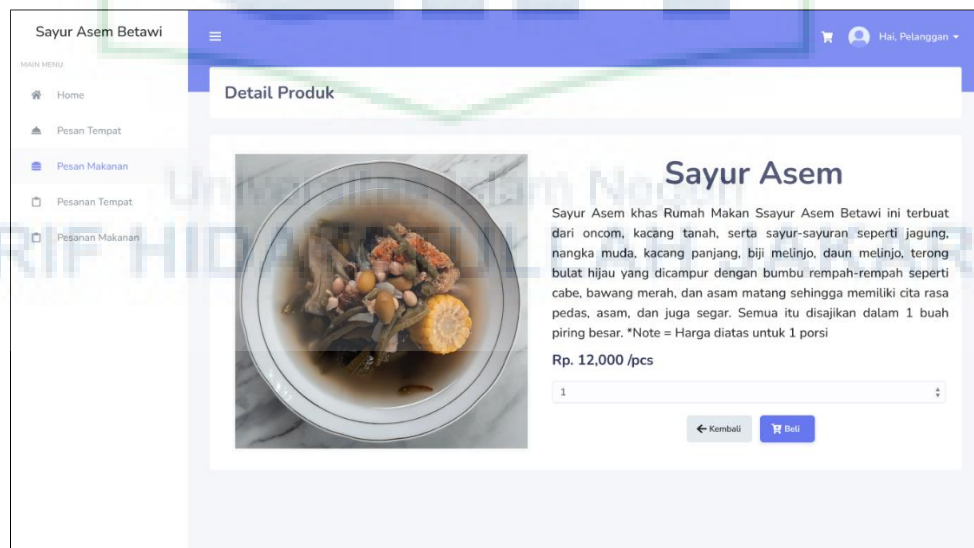 Sayur Asem Betawi
Hai, Pelanggan
MAIN MENU
Home
Pesan Tempat
Pesan Makanan
Pesanan Tempat
Pesanan Makanan
Detail Produk
Sayur Asem
Sayur Asem khas Rumah Makan Ssayur Asem Betawi ini terbuat
dari oncom, kacang tanah, serta sayur-sayuran seperti jagung,
nangka muda, kacang panjang, biji melinjo, daun melinjo, terong
bulat hijau yang dicampur dengan bumbu rempah-rempah seperti
cabe, bawang merah, dan asam matang sehingga memiliki cita rasa
pedas, asam, dan juga segar. Semua itu disajikan dalam 1 buah
piring besar. *Note = Harga diatas untuk 1 porsi
Rp. 12,000 /pcs
1
Kembali
Beli
Universitas Islam Negeri